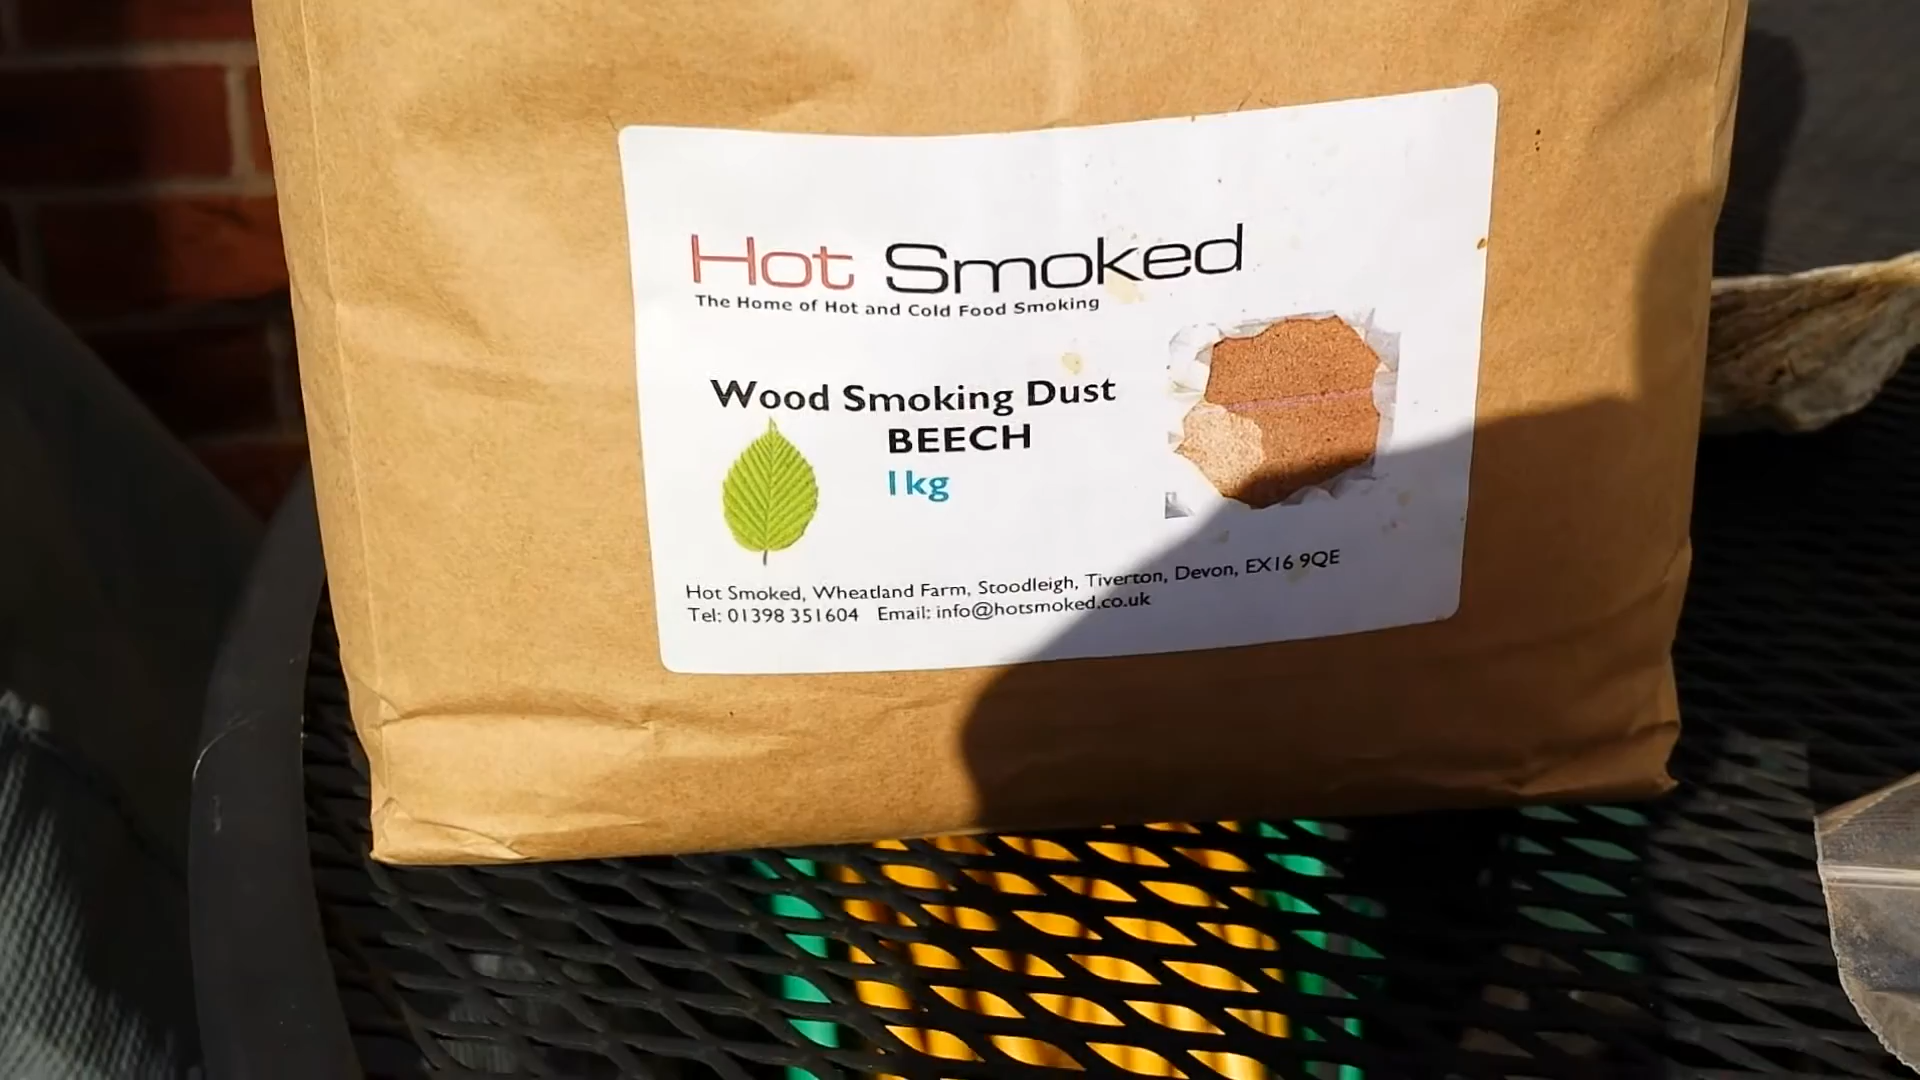 Hot Smoked
The Home of Hot and Cold Food Smoking
Wood Smoking Dust
BEECH
1kg
Hot Smoked, Wheatland Farm, Stoodleigh, Tiverton, Devon, EX16 9QE
Tel: 01398 351604 Email: info@hotsmoked.co.uk